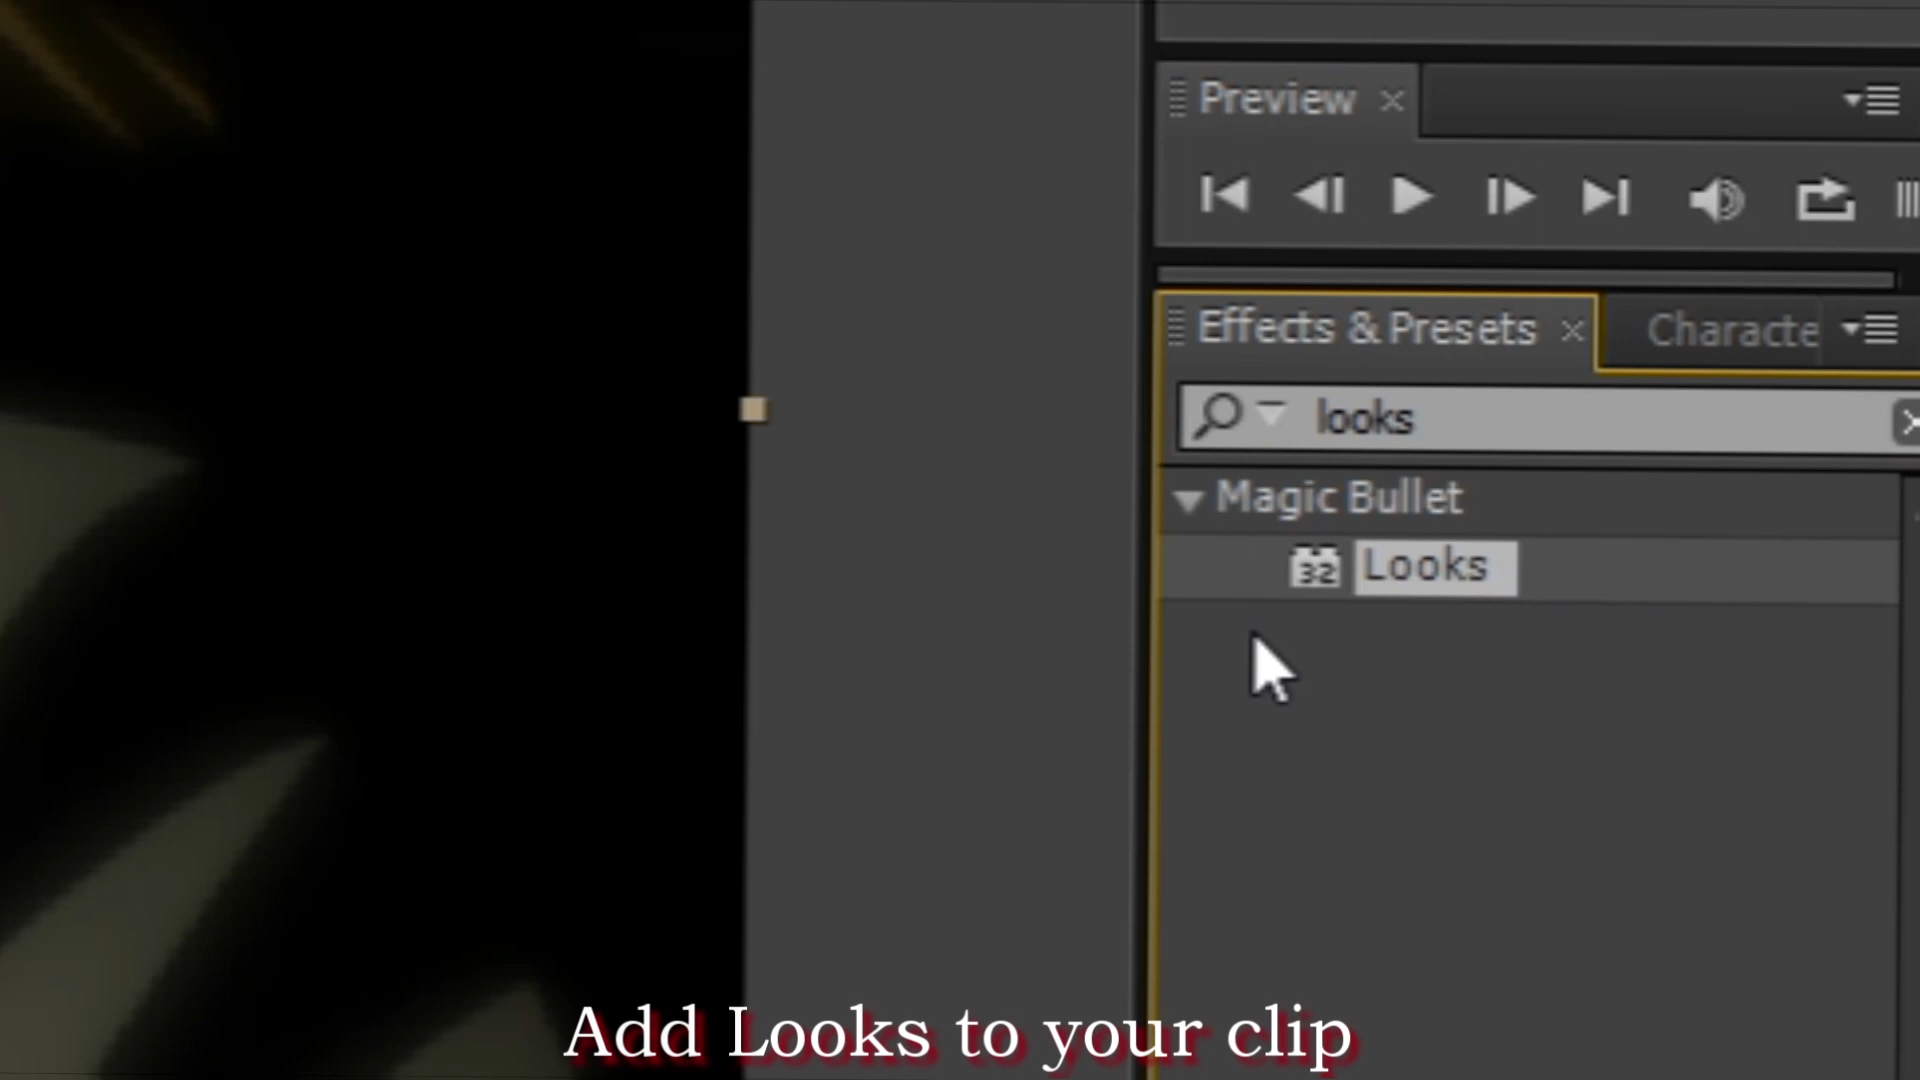 Preview
Effects & Presets
Characte
looks
Magic Bullet
32
Looks
Add Looks to your clip